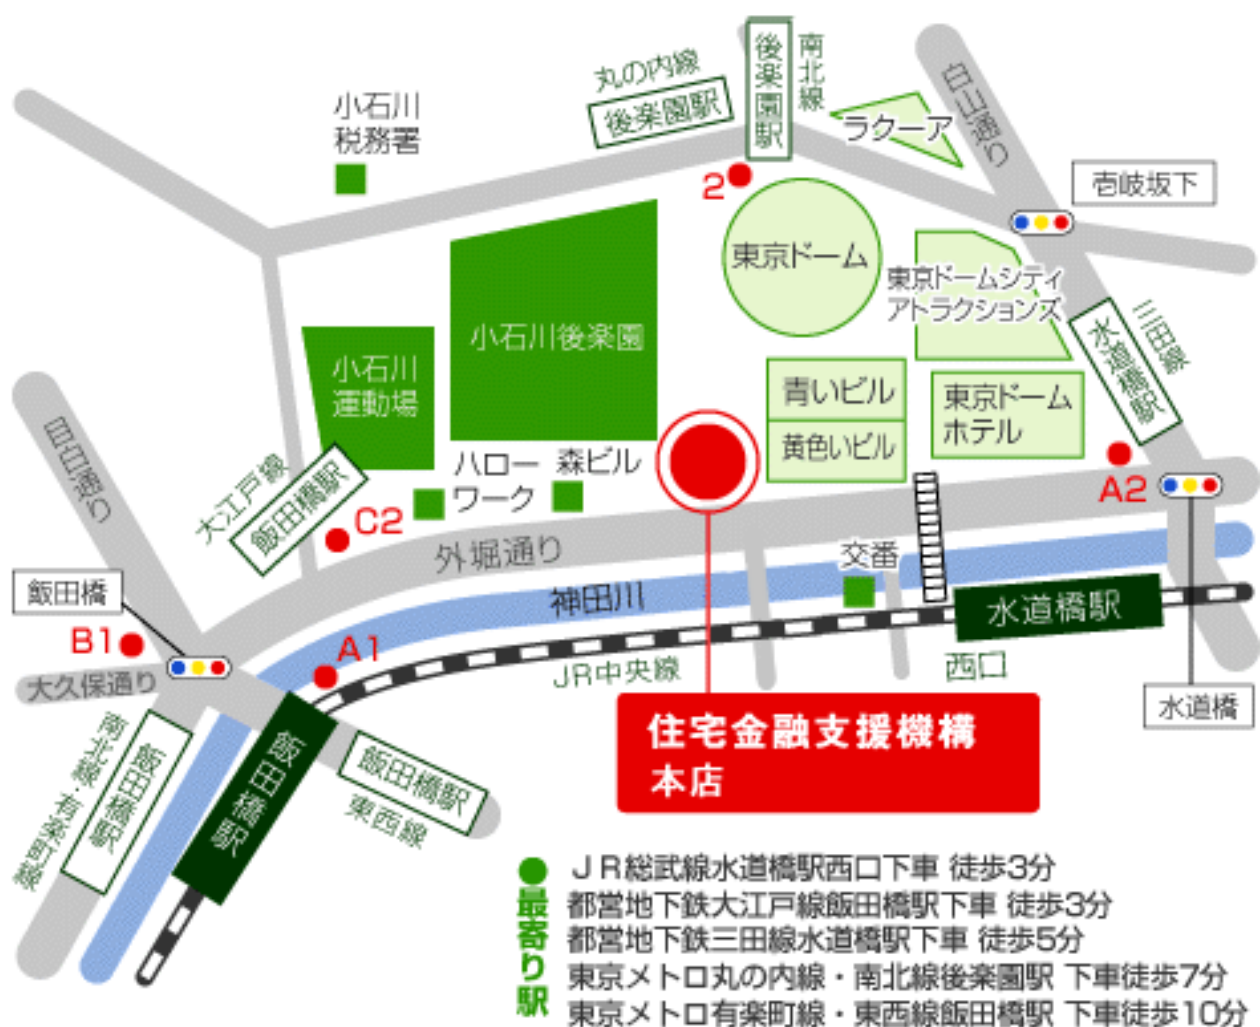 丸の内線
後楽園駅
後楽園駅
南北線
ラクーア
白山通り
小石川
税務署
壱岐坂下
2
東京ドーム
東京ドームシティ
アトラクションズ
三田線
水道橋駅
小石川後楽園
小石川
運動場
青いビル
黄色いビル
東京ドーム
ホテル
目白通り
大江戸線
飯田橋駅
ハロー
ワーク
森ビル
C2
A2
外堀通り
交番
飯田橋
神田川
水道橋駅
B1
A1
大久保通り
JR中央線
西口
水道橋
住宅金融支援機構
本店
南北線・有楽町線
飯田橋駅
飯田橋駅
飯田橋駅
東西線
●最寄り駅
ＪＲ総武線水道橋駅西口下車 徒歩3分
都営地下鉄大江戸線飯田橋駅下車 徒歩3分
都営地下鉄三田線水道橋駅下車 徒歩5分
東京メトロ丸の内線・南北線後楽園駅 下車徒歩7分
東京メトロ有楽町線・東西線飯田橋駅 下車徒歩10分